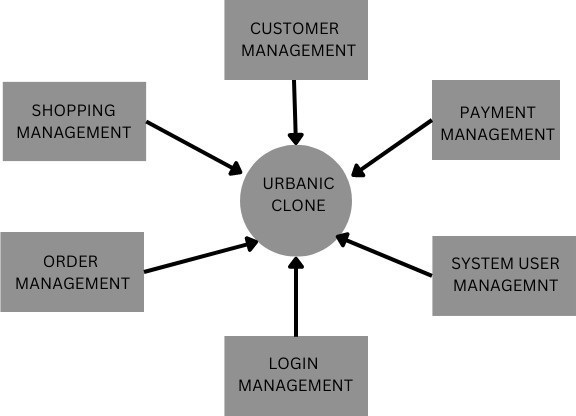 CUSTOMER
MANAGEMENT
SHOPPING
MANAGEMENT
PAYMENT
MANAGEMENT
URBANIC
CLONE
ORDER
MANAGEMENT
SYSTEM USER
MANAGEMNT
LOGIN
MANAGEMENT